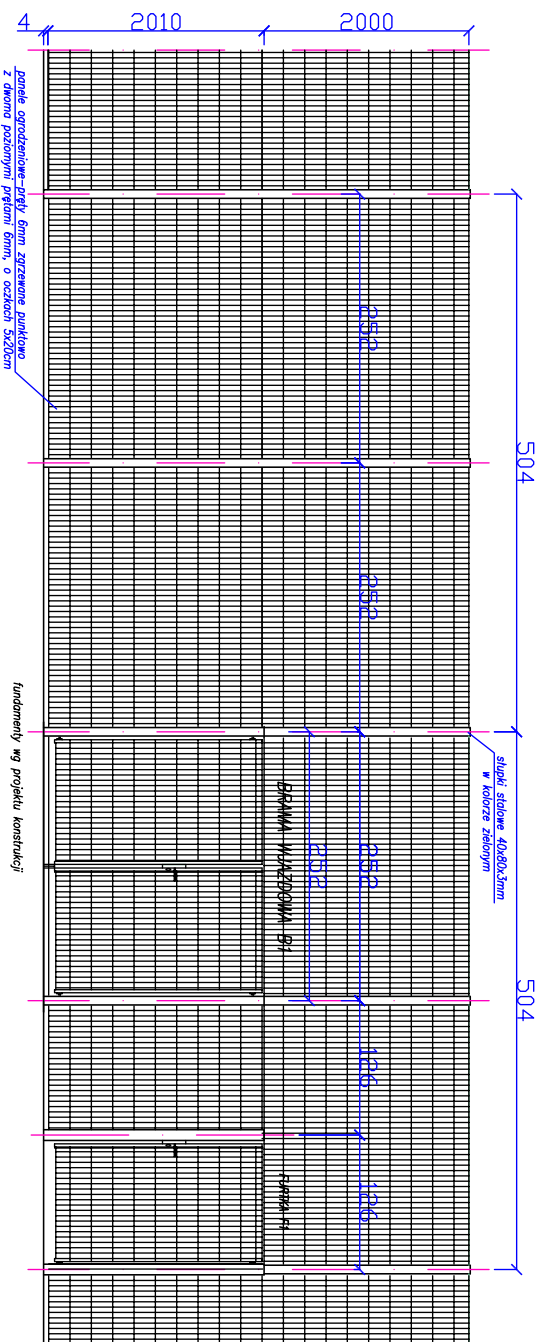 4
2010
2000
504
504
252
252
252
252
126
126
słupki stalowe 40x80x3mm
w kolorze zielonym
BRAMA WJAZDOWA B1
FURTKA F1
panele ogrodzeniowe-pręty 6mm zgrzewane punktowo
z dwoma poziomymi prętami 6mm, o oczkach 5x20cm
fundamenty wg projektu konstrukcji